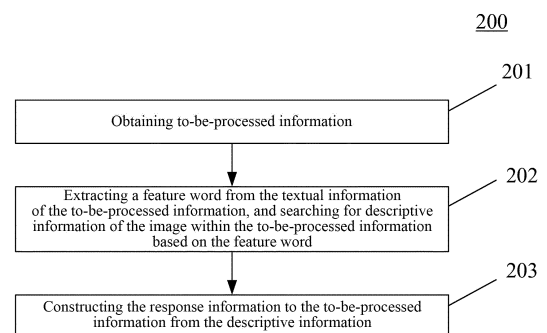 200
201
Obtaining to-be-processed information
202
Extracting a feature word from the textual information
of the to-be-processed information, and searching for descriptive
information of the image within the to-be-processed information
based on the feature word
203
Constructing the response information to the to-be-processed
information from the descriptive information